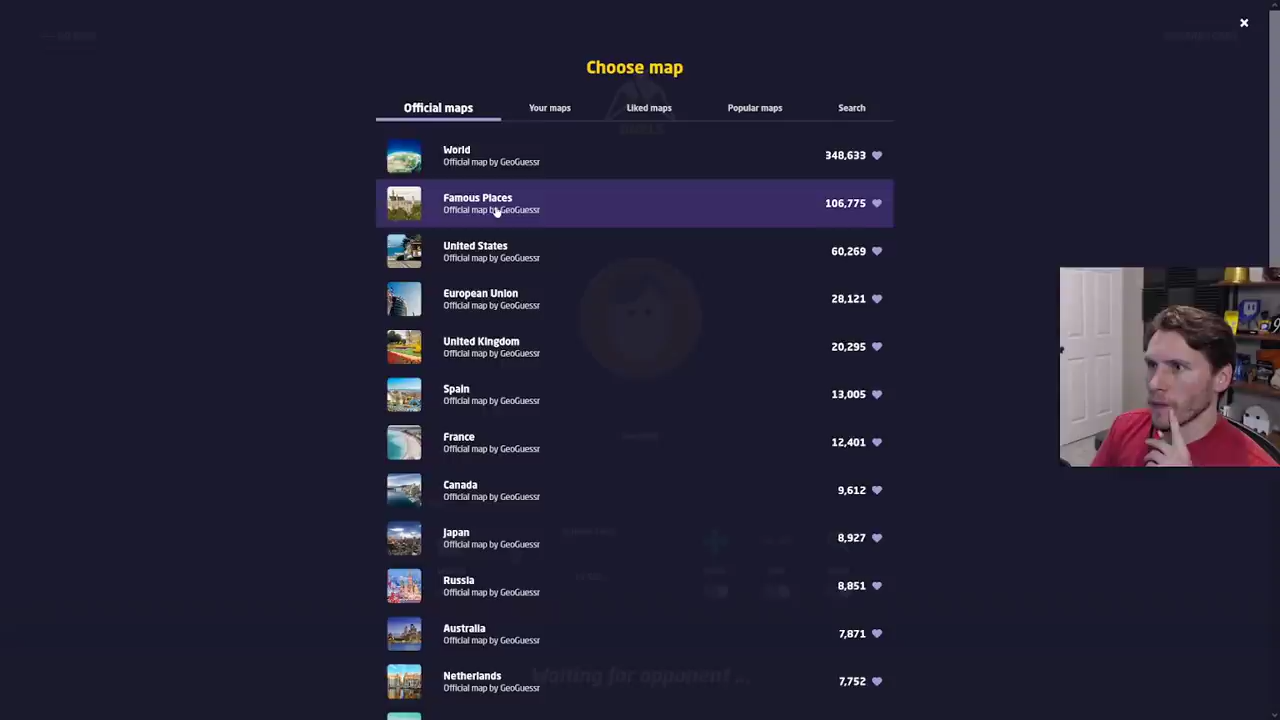 Choose map
Official maps
Your maps
Liked maps
Popular maps
Search
World
Official map by GeoGuessr
348,633
Famous Places
Official map by GeoGuessr
106,775
United States
Official map by GeoGuessr
60,269
European Union
Official map by GeoGuessr
28,121
United Kingdom
Official map by GeoGuessr
20,295
Spain
Official map by GeoGuessr
13,005
France
Official map by GeoGuessr
12,401
Canada
Official map by GeoGuessr
9,612
Japan
Official map by GeoGuessr
8,927
Russia
Official map by GeoGuessr
8,851
Australia
Official map by GeoGuessr
7,871
Netherlands
Official map by GeoGuessr
7,752
Waiting for opponent ...